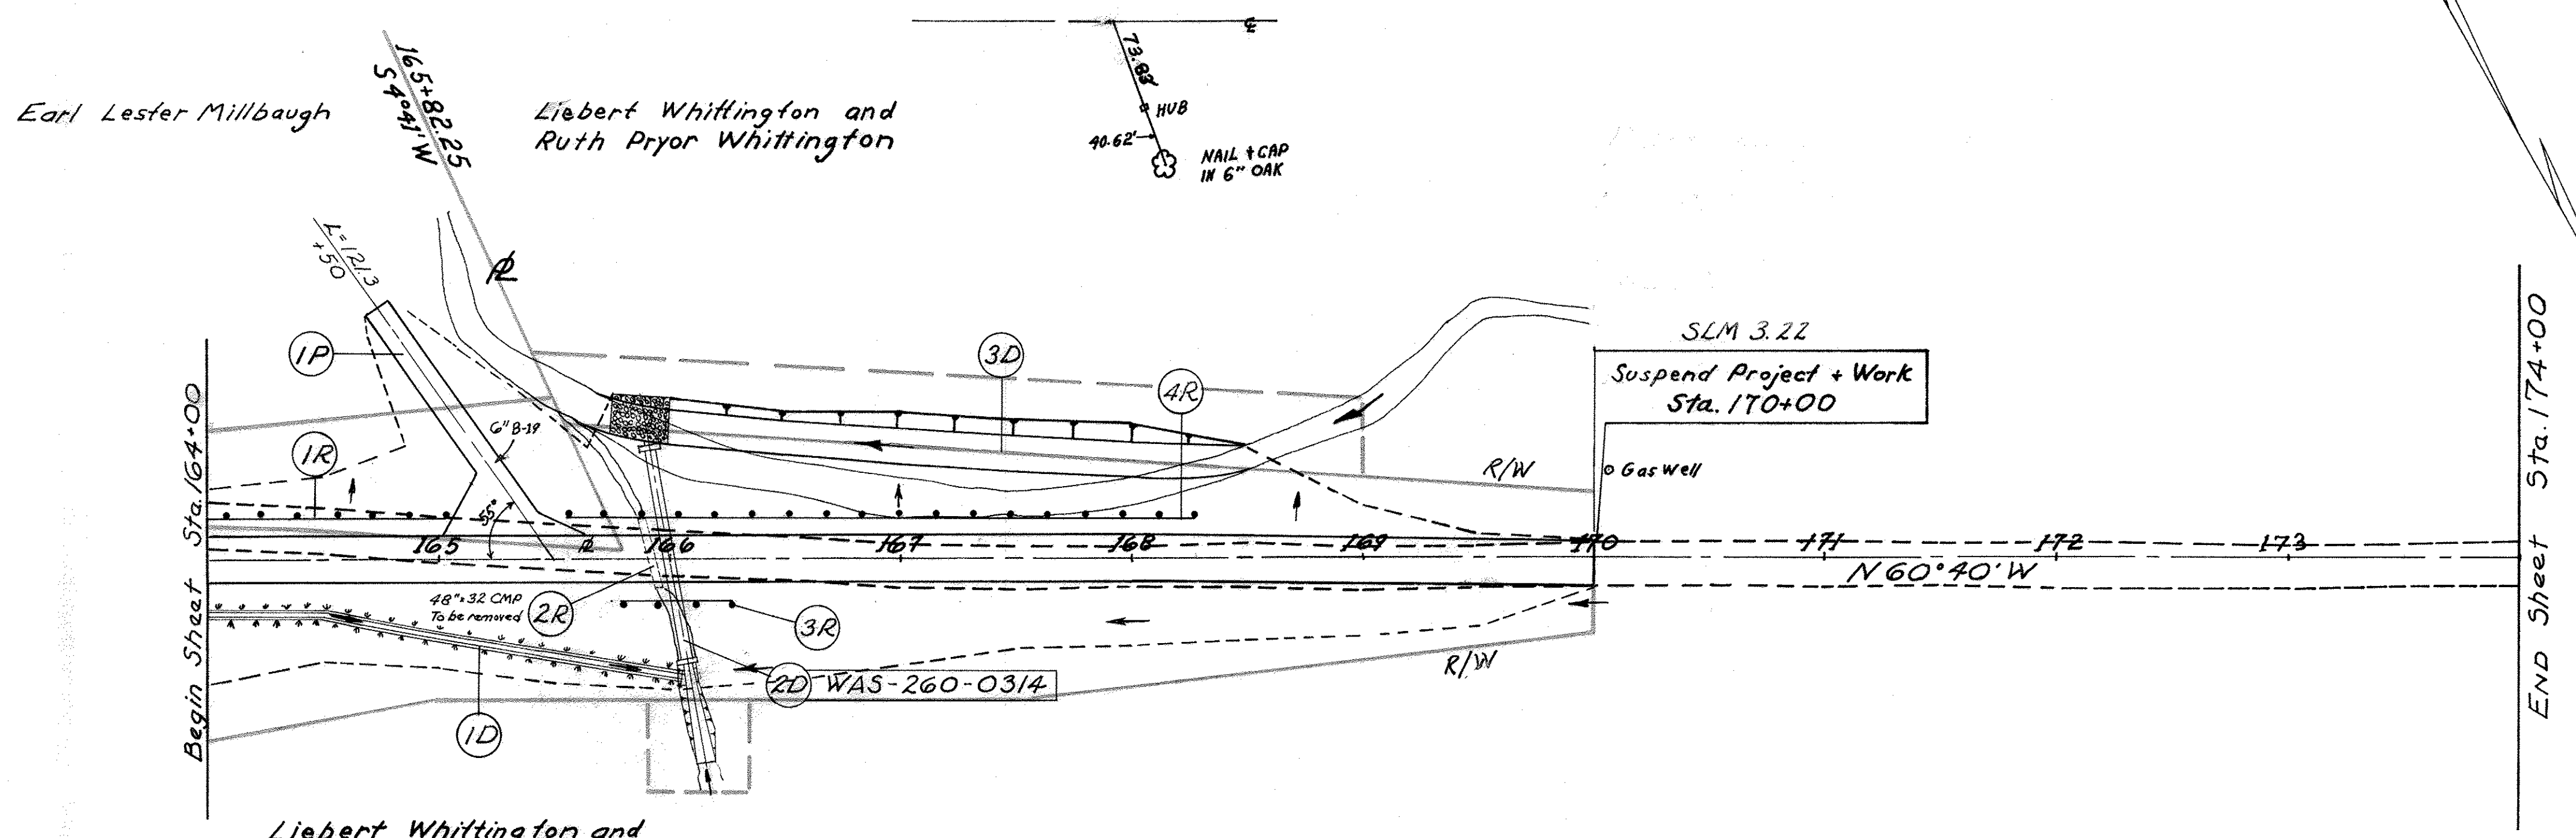 ℄
73.83'
HUB
40.62'
NAIL + CAP
IN 6" OAK
165+82.25
S 4°41' W
Earl Lester Millbaugh
Liebert Whittington and
Ruth Pryor Whittington
L=121.3
+50
PL
1P
3D
4R
SLM 3.22
Suspend Project + Work
Sta. 170+00
6" B-19
1R
R/W
Gas Well
55°
PL
165
166
167
168
169
170
171
172
173
N 60°40' W
48"x32 CMP
To be removed
2R
3R
R/W
2D WAS-260-0314
1D
Begin Sheet Sta. 164+00
END Sheet Sta. 174+00
Liebert Whittington and